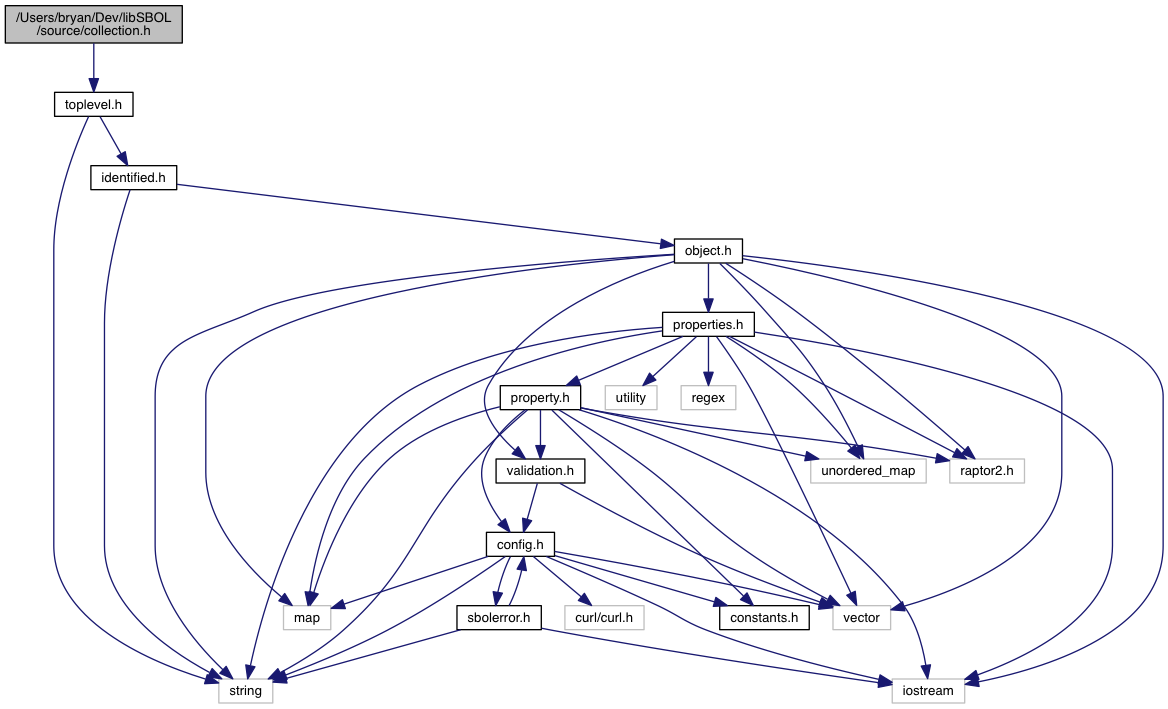 /Users/bryan/Dev/libSBOL
/source/collection.h
toplevel.h
identified.h
object.h
properties.h
property.h
utility
regex
validation.h
unordered_map
raptor2.h
config.h
map
sbolerror.h
curl/curl.h
constants.h
vector
string
iostream